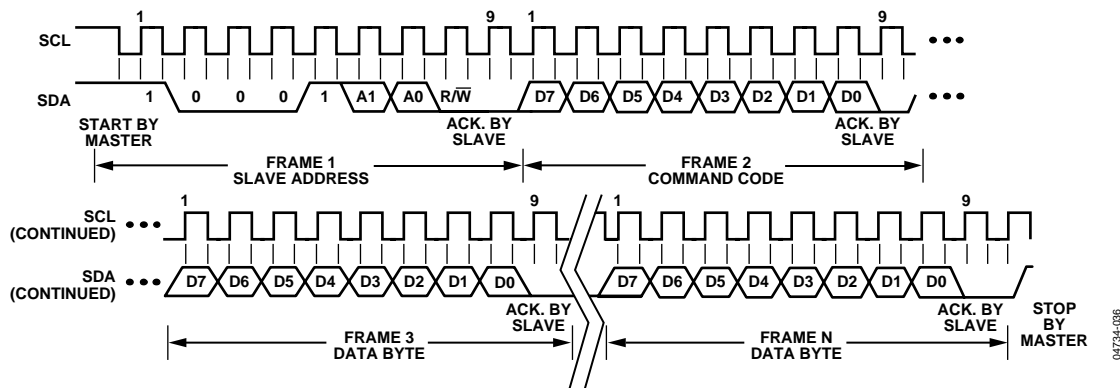 1 9 1 9
SCL
SDA 1 0 0 0 1 A1 A0 R/W̅ D7 D6 D5 D4 D3 D2 D1 D0
START BY
MASTER
ACK. BY
SLAVE
ACK. BY
SLAVE
FRAME 1
SLAVE ADDRESS
FRAME 2
COMMAND CODE
1 9 1 9
SCL
(CONTINUED)
SDA
(CONTINUED)
D7 D6 D5 D4 D3 D2 D1 D0 D7 D6 D5 D4 D3 D2 D1 D0
ACK. BY
SLAVE
ACK. BY
SLAVE
STOP
BY
MASTER
FRAME 3
DATA BYTE
FRAME N
DATA BYTE
04734-036